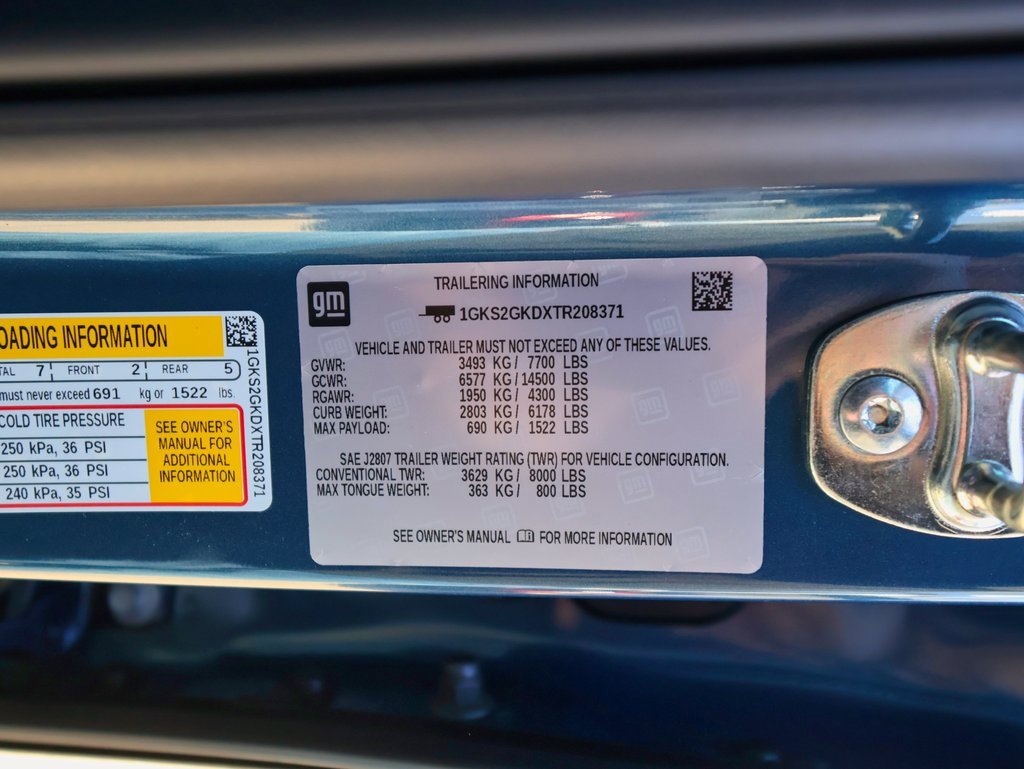 OADING INFORMATION
TAL 7 FRONT 2 REAR 5
must never exceed 691 kg or 1522 lbs.
COLD TIRE PRESSURE
250 kPa, 36 PSI
250 kPa, 36 PSI
240 kPa, 35 PSI
SEE OWNER'S
MANUAL FOR
ADDITIONAL
INFORMATION
1GKS2GKDXTR208371
gm
TRAILERING INFORMATION
1GKS2GKDXTR208371
VEHICLE AND TRAILER MUST NOT EXCEED ANY OF THESE VALUES.
GVWR: 3493 KG / 7700 LBS
GCWR: 6577 KG / 14500 LBS
RGAWR: 1950 KG / 4300 LBS
CURB WEIGHT: 2803 KG / 6178 LBS
MAX PAYLOAD: 690 KG / 1522 LBS
SAE J2807 TRAILER WEIGHT RATING (TWR) FOR VEHICLE CONFIGURATION.
CONVENTIONAL TWR: 3629 KG / 8000 LBS
MAX TONGUE WEIGHT: 363 KG / 800 LBS
SEE OWNER'S MANUAL FOR MORE INFORMATION